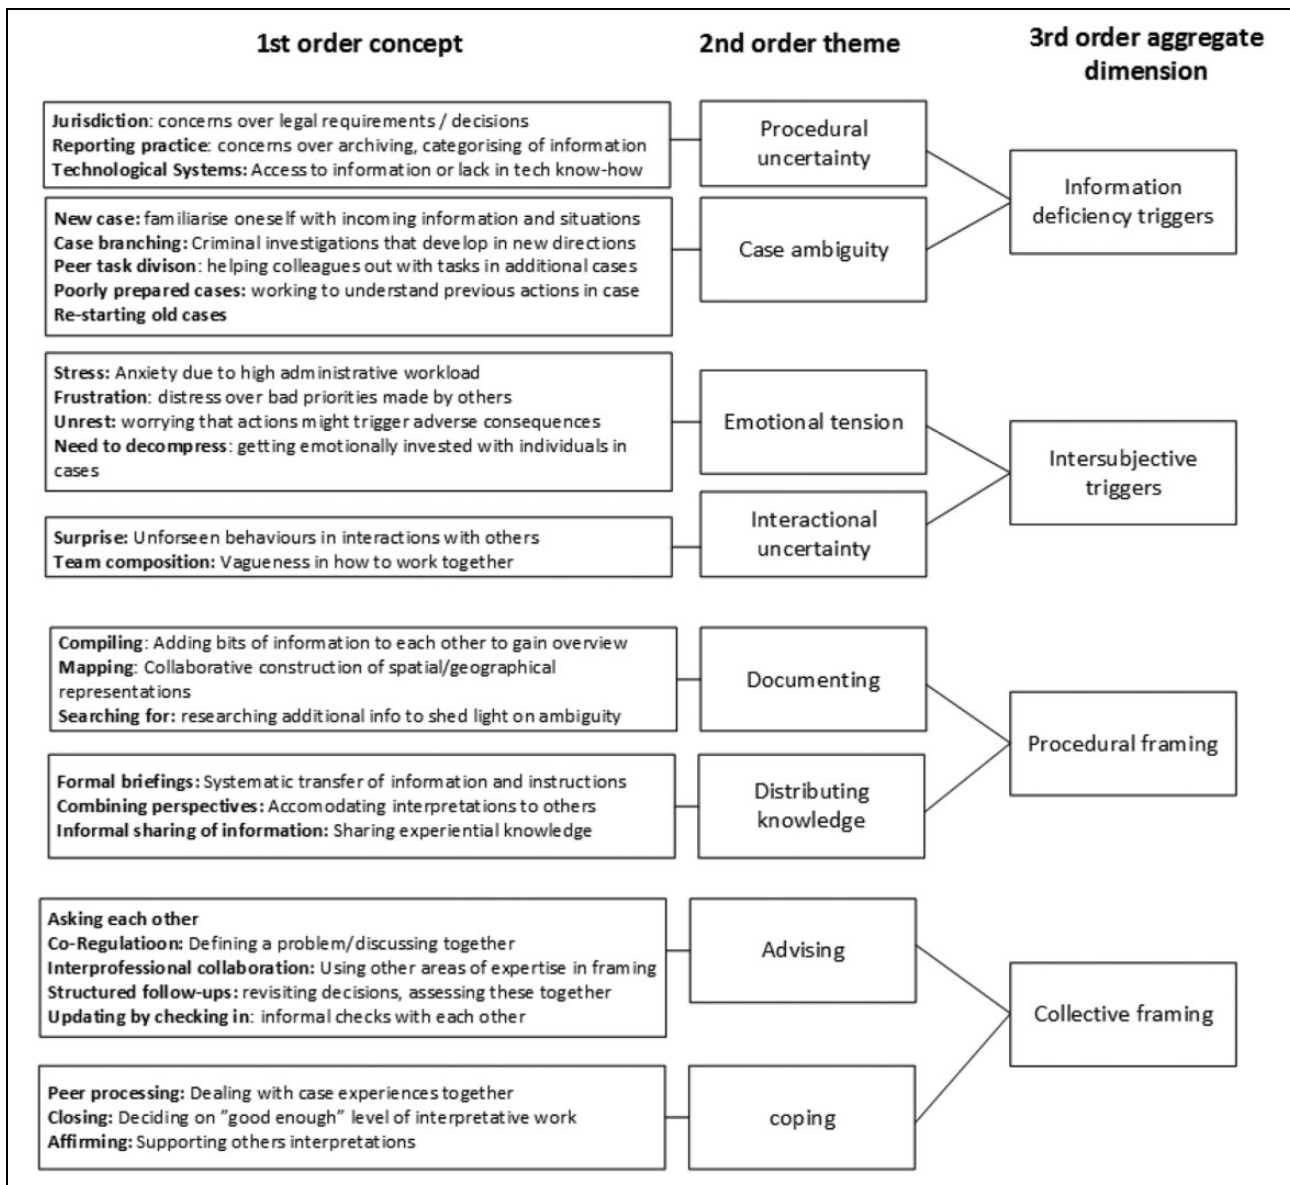 1st order concept
2nd order theme
3rd order aggregate
dimension
Jurisdiction: concerns over legal requirements / decisions
Reporting practice: concerns over archiving, categorising of information
Technological Systems: Access to information or lack in tech know-how
Procedural
uncertainty
Information
deficiency triggers
New case: familiarise oneself with incoming information and situations
Case branching: Criminal investigations that develop in new directions
Peer task divison: helping colleagues out with tasks in additional cases
Poorly prepared cases: working to understand previous actions in case
Re-starting old cases
Case ambiguity
Stress: Anxiety due to high administrative workload
Frustration: distress over bad priorities made by others
Unrest: worrying that actions might trigger adverse consequences
Need to decompress: getting emotionally invested with individuals in
cases
Emotional tension
Intersubjective
triggers
Surprise: Unforseen behaviours in interactions with others
Team composition: Vagueness in how to work together
Interactional
uncertainty
Compiling: Adding bits of information to each other to gain overview
Mapping: Collaborative construction of spatial/geographical
representations
Searching for: researching additional info to shed light on ambiguity
Documenting
Procedural framing
Formal briefings: Systematic transfer of information and instructions
Combining perspectives: Accomodating interpretations to others
Informal sharing of information: Sharing experiential knowledge
Distributing
knowledge
Asking each other
Co-Regulatioon: Defining a problem/discussing together
Interprofessional collaboration: Using other areas of expertise in framing
Structured follow-ups: revisiting decisions, assessing these together
Updating by checking in: informal checks with each other
Advising
Collective framing
Peer processing: Dealing with case experiences together
Closing: Deciding on ”good enough” level of interpretative work
Affirming: Supporting others interpretations
coping